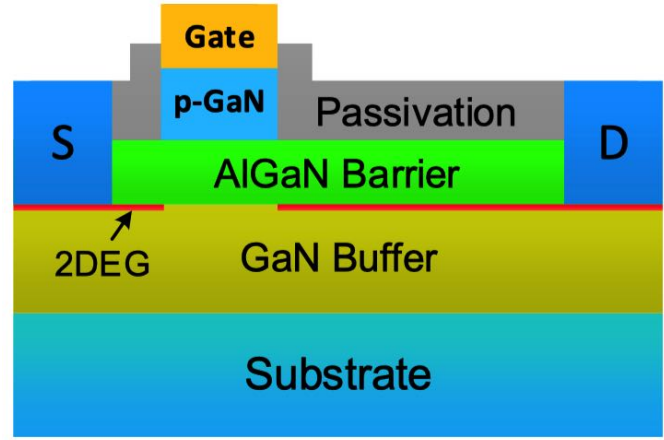 Gate
p-GaN
S
Passivation
D
AlGaN Barrier
2DEG
GaN Buffer
Substrate